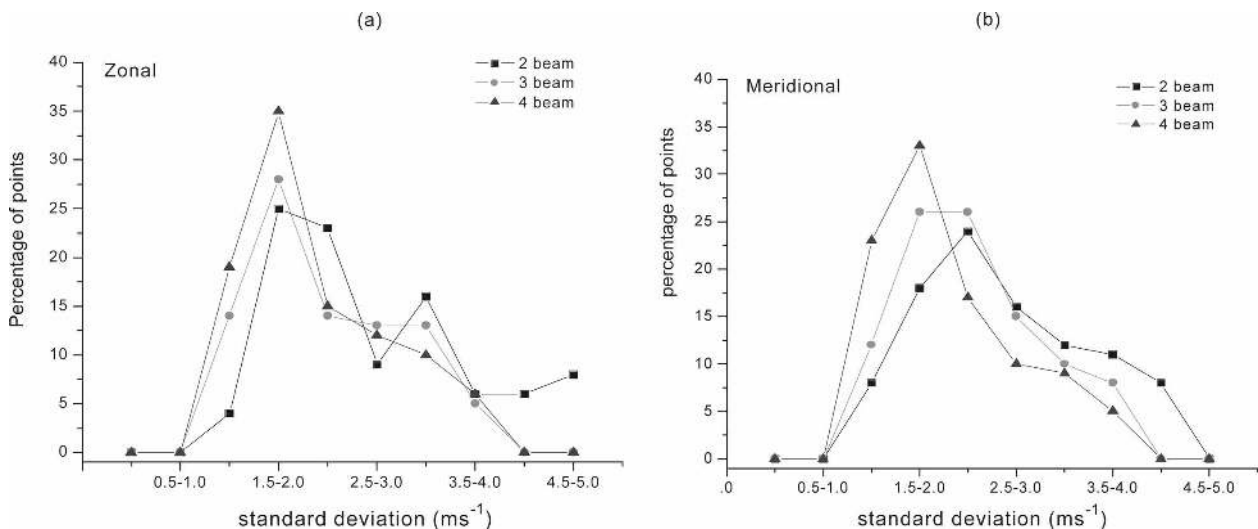 (a)
Zonal
2 beam
3 beam
4 beam
40
35
30
25
20
15
10
5
0
Percentage of points
0.5-1.0 1.5-2.0 2.5-3.0 3.5-4.0 4.5-5.0
standard deviation (ms⁻¹)
(b)
Meridional
2 beam
3 beam
4 beam
40
35
30
25
20
15
10
5
0
percentage of points
.0 0.5-1.0 1.5-2.0 2.5-3.0 3.5-4.0 4.5-5.0
standard deviation (ms⁻¹)